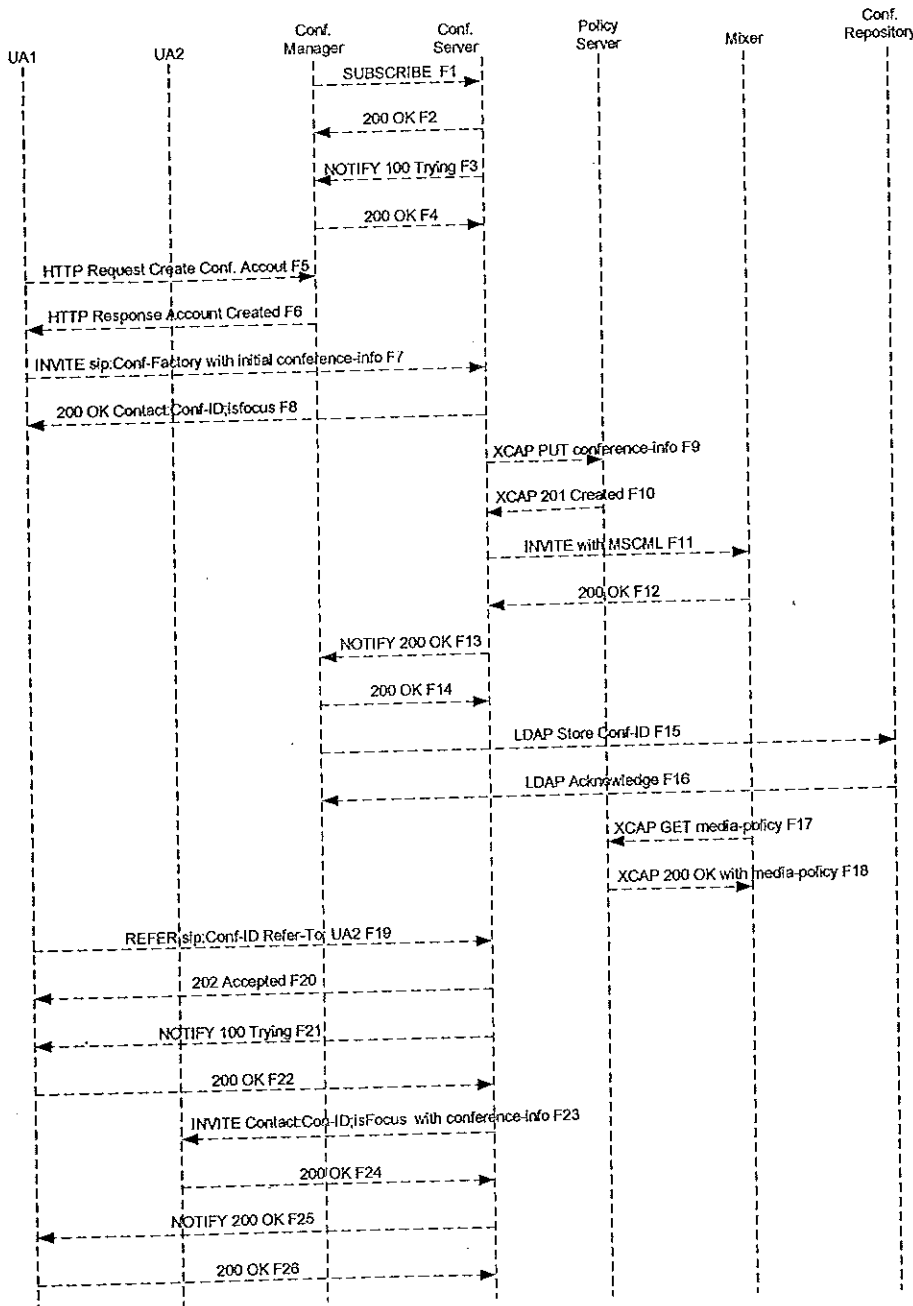 UA1
UA2
Conf.
Manager
Conf.
Server
Policy
Server
Mixer
Conf.
Repository
SUBSCRIBE F1
200 OK F2
NOTIFY 100 Trying F3
200 OK F4
HTTP Request Create Conf. Accout F5
HTTP Response Account Created F6
INVITE sip:Conf-Factory with initial conference-info F7
200 OK Contact:Conf-ID;isfocus F8
XCAP PUT conference-info F9
XCAP 201 Created F10
INVITE with MSCML F11
200 OK F12
NOTIFY 200 OK F13
200 OK F14
LDAP Store Conf-ID F15
LDAP Acknowledge F16
XCAP GET media-policy F17
XCAP 200 OK with media-policy F18
REFER sip:Conf-ID Refer-To: UA2 F19
202 Accepted F20
NOTIFY 100 Trying F21
200 OK F22
INVITE Contact:Con-ID;isFocus with conference-info F23
200 OK F24
NOTIFY 200 OK F25
200 OK F26